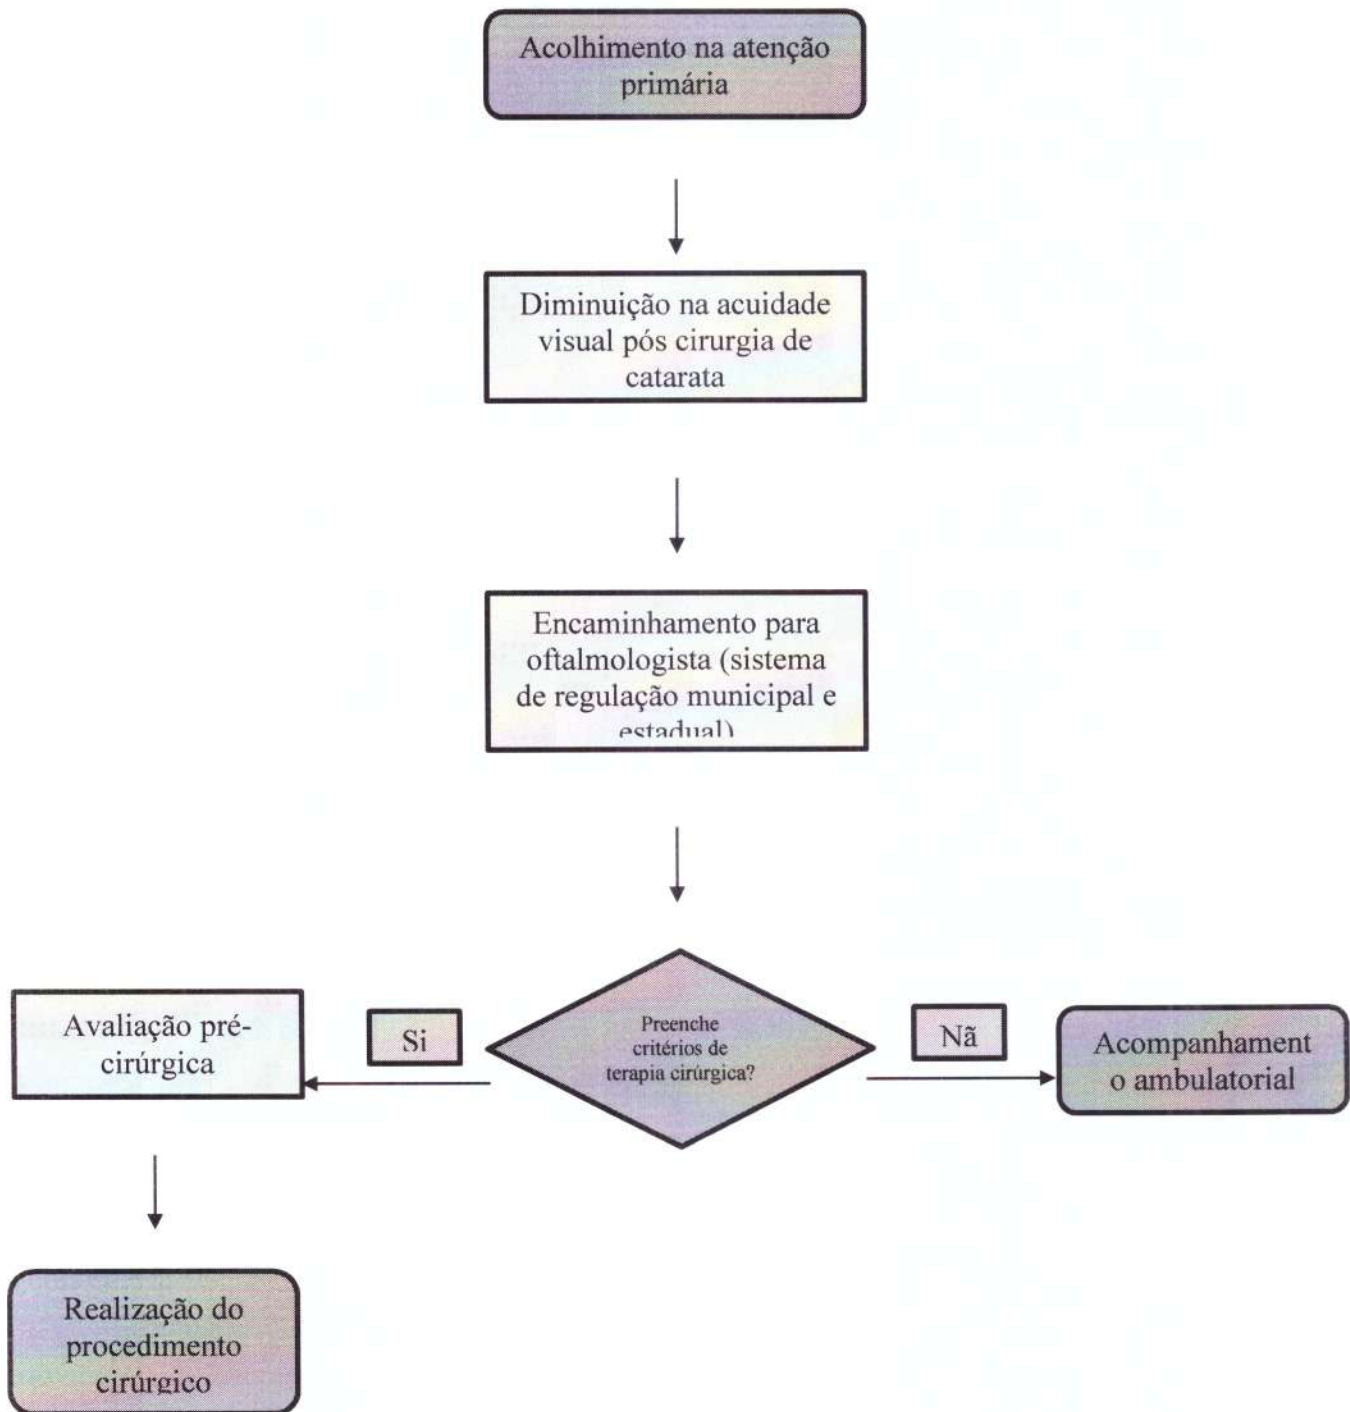 Acolhimento na atenção
primária
Diminuição na acuidade
visual pós cirurgia de
catarata
Encaminhamento para
oftalmologista (sistema
de regulação municipal e
estadual)
Preenche
critérios de
terapia cirúrgica?
Si
Nã
Avaliação pré-
cirúrgica
Acompanhament
o ambulatorial
Realização do
procedimento
cirúrgico